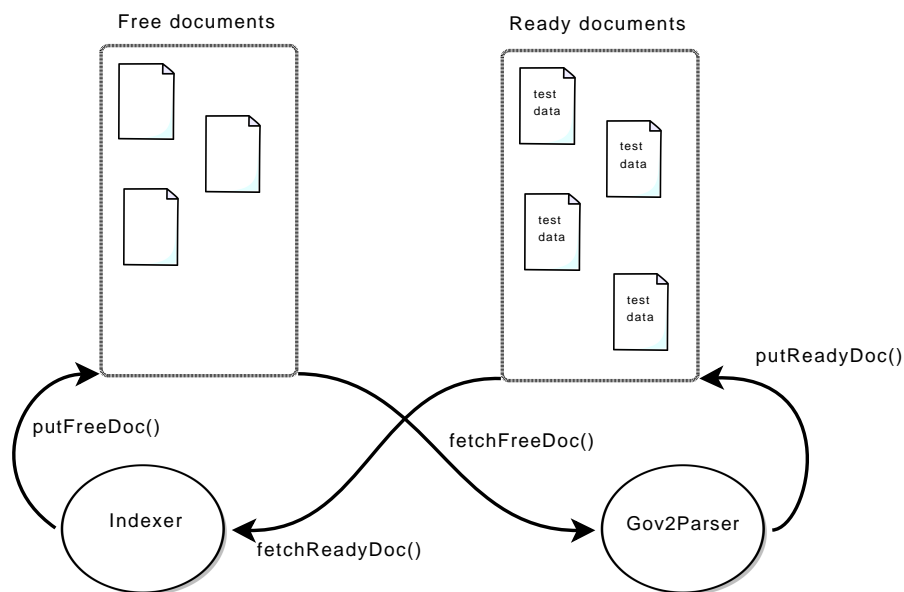 Free documents
Ready documents
test
data
test
data
test
data
test
data
putReadyDoc()
putFreeDoc()
fetchFreeDoc()
Indexer
Gov2Parser
fetchReadyDoc()